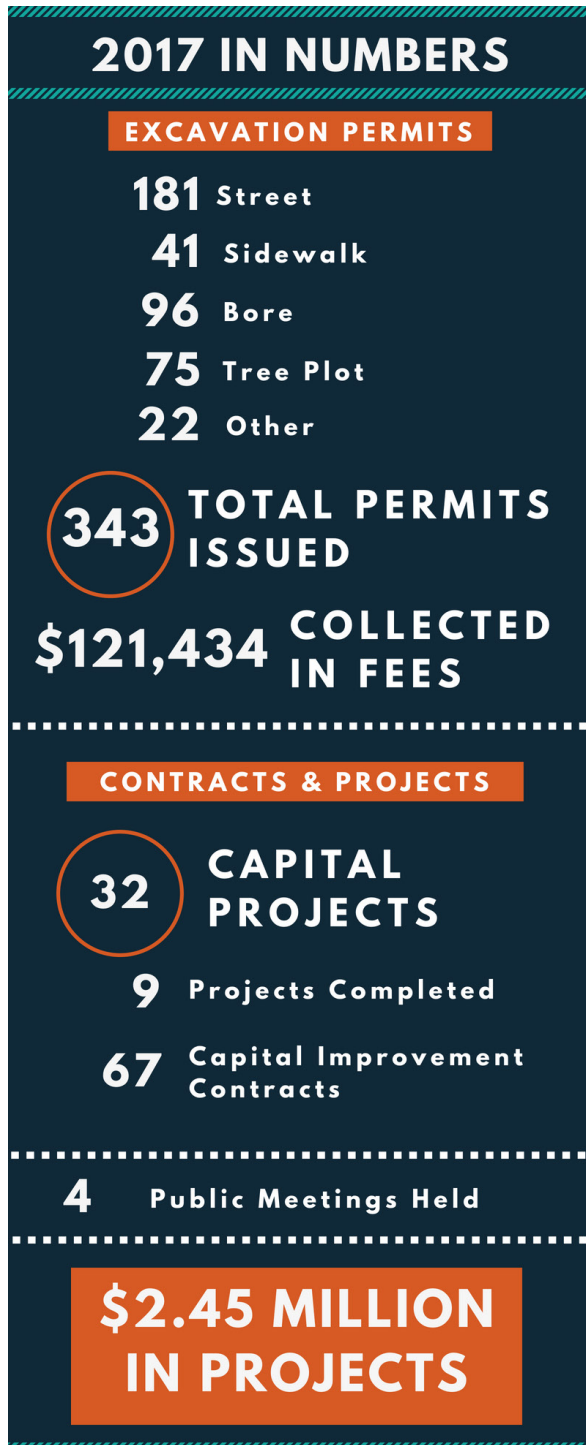 2017 IN NUMBERS
EXCAVATION PERMITS
181 Street
41 Sidewalk
96 Bore
75 Tree Plot
22 Other
343 TOTAL PERMITS
ISSUED
$121,434 COLLECTED
IN FEES
CONTRACTS & PROJECTS
32 CAPITAL
PROJECTS
9 Projects Completed
67 Capital Improvement
Contracts
4 Public Meetings Held
$2.45 MILLION
IN PROJECTS